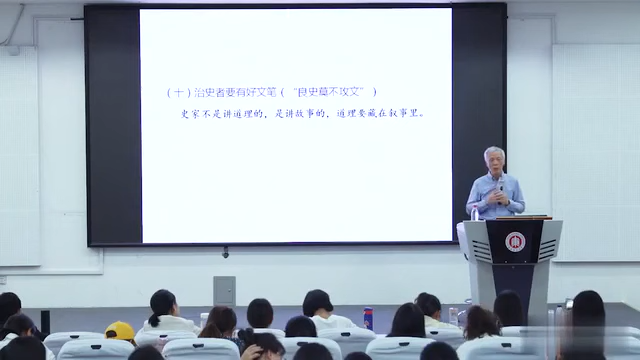 （十）治史者要有好文笔（“良史莫不攻文”）
史家不是讲道理的，是讲故事的，道理要藏在叙事里。